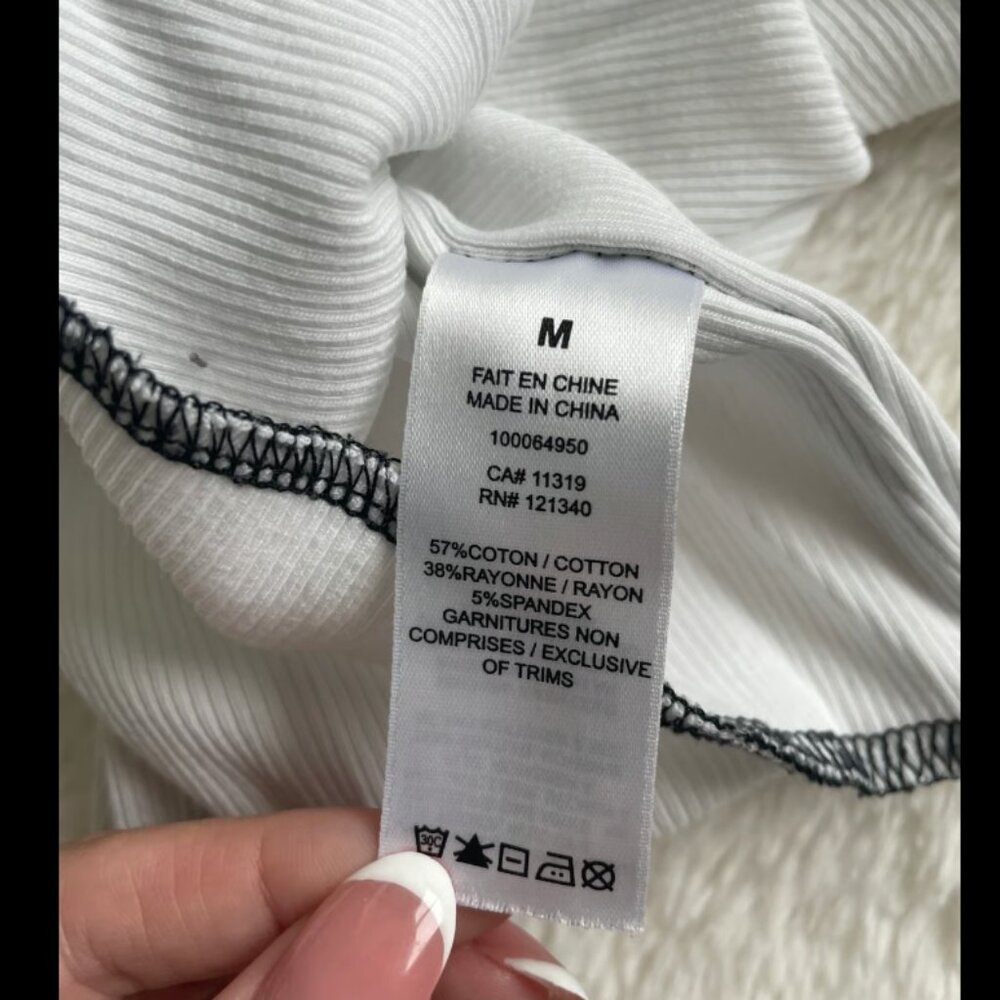 M
FAIT EN CHINE
MADE IN CHINA
100064950
CA# 11319
RN# 121340
57%COTON / COTTON
38%RAYONNE / RAYON
5%SPANDEX
GARNITURES NON
COMPRISES / EXCLUSIVE
OF TRIMS
30C